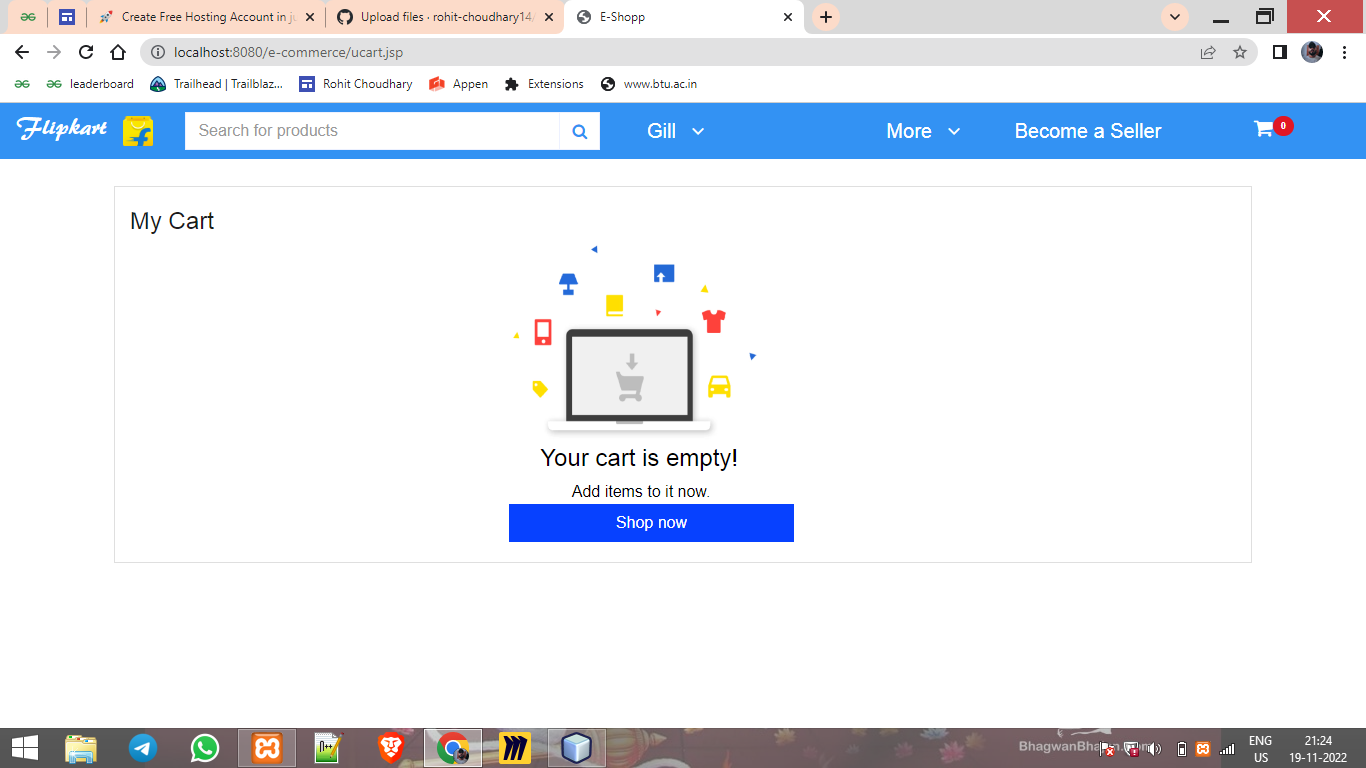 Create Free Hosting Account in ju
Upload files · rohit-choudhary14/
E-Shopp
localhost:8080/e-commerce/ucart.jsp
leaderboard
Trailhead | Trailblaz...
Rohit Choudhary
Appen
Extensions
www.btu.ac.in
Flipkart
Search for products
Gill
More
Become a Seller
0
My Cart
Your cart is empty!
Add items to it now.
Shop now
ENG
US
21:24
19-11-2022